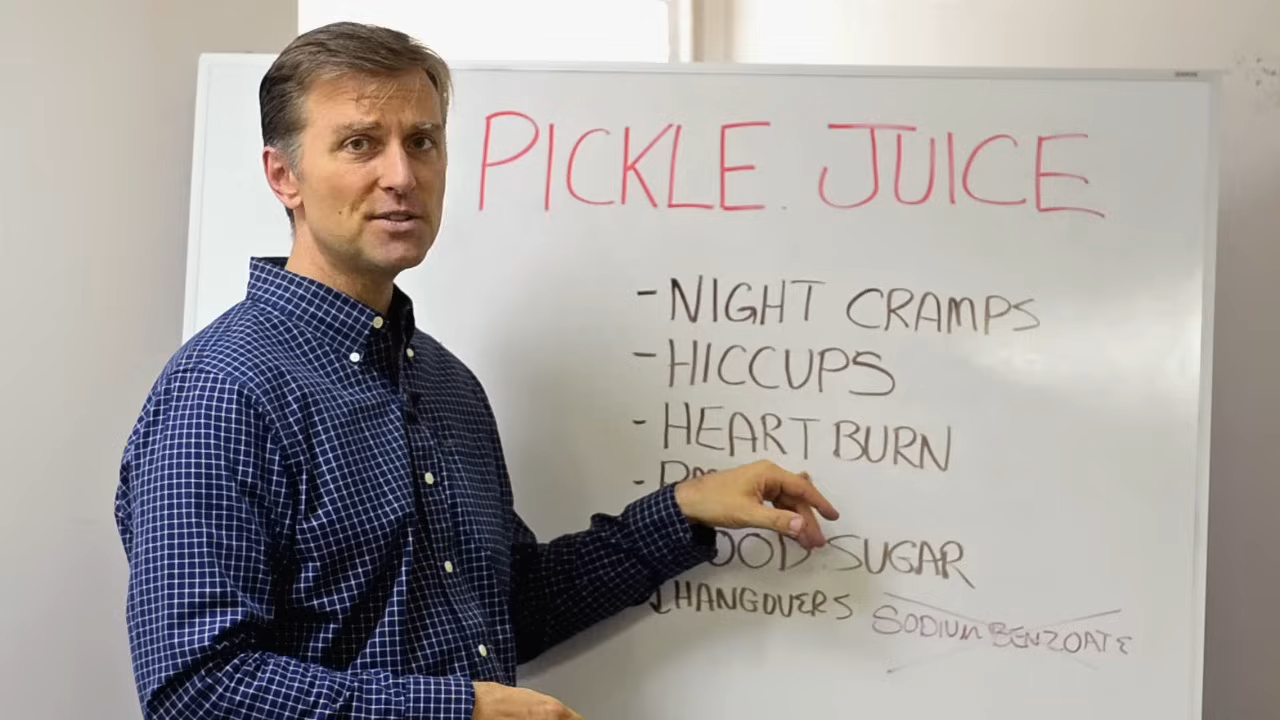 PICKLE JUICE
- NIGHT CRAMPS
- HICCUPS
- HEART BURN
-
SUGAR
HANGOVERS
SODIUM BENZOATE